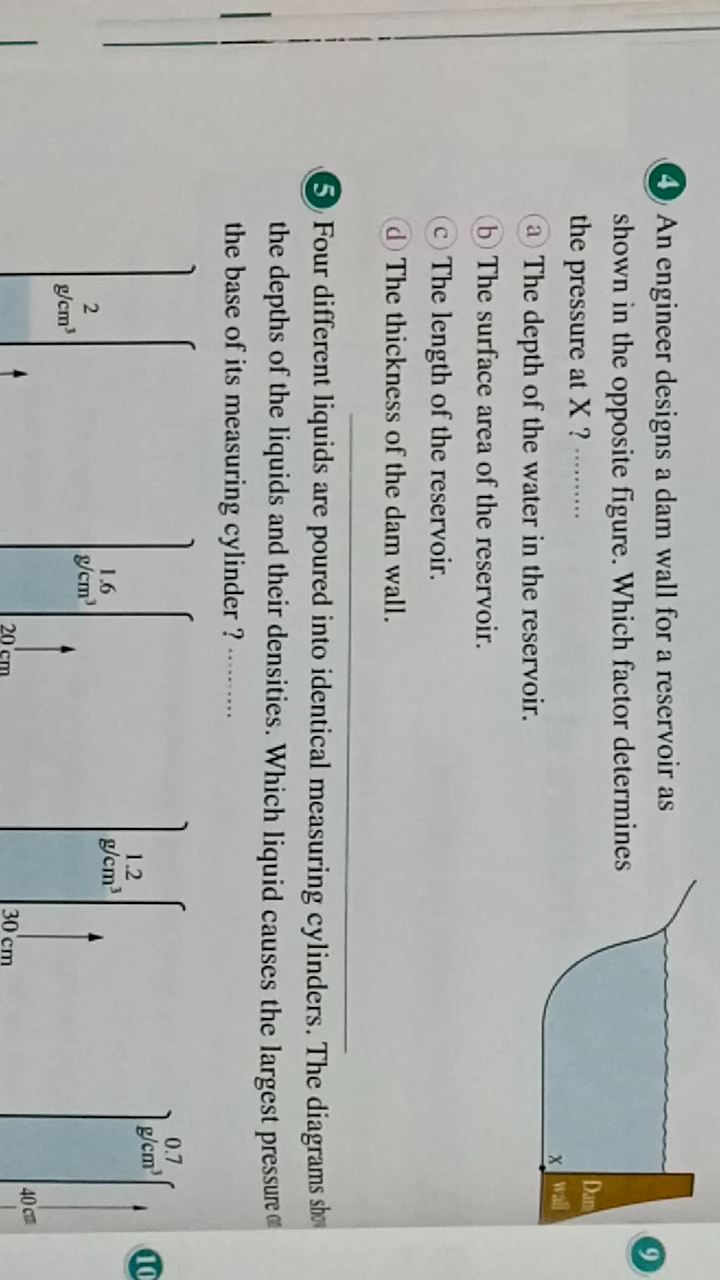 4 An engineer designs a dam wall for a reservoir as
shown in the opposite figure. Which factor determines
the pressure at X ? ..........
a The depth of the water in the reservoir.
b The surface area of the reservoir.
c The length of the reservoir.
d The thickness of the dam wall.
Dam
wall
X
9
5 Four different liquids are poured into identical measuring cylinders. The diagrams show
the depths of the liquids and their densities. Which liquid causes the largest pressure
the base of its measuring cylinder ? ..........
2
g/cm³
1.6
g/cm³
20 cm
1.2
g/cm³
30 cm
0.7
g/cm³
40 cm
10